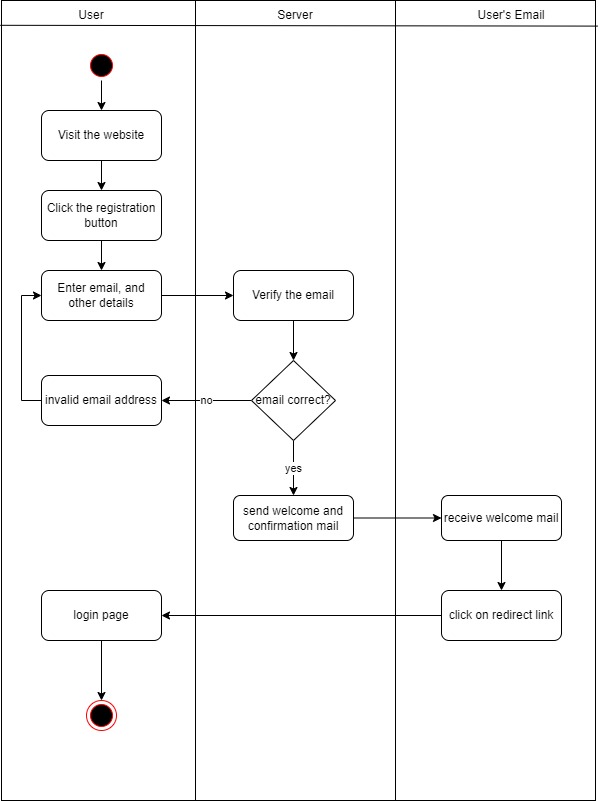 User
Server
User's Email
Visit the website
Click the registration
button
Enter email, and
other details
Verify the email
invalid email address
no
email correct?
yes
send welcome and
confirmation mail
receive welcome mail
login page
click on redirect link